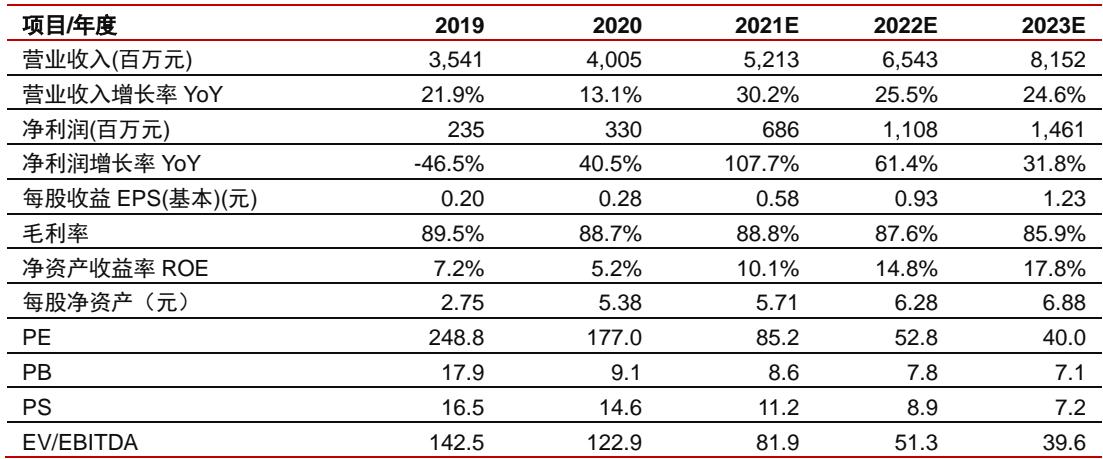 项目/年度 2019 2020 2021E 2022E 2023E
营业收入(百万元) 3,541 4,005 5,213 6,543 8,152
营业收入增长率 YoY 21.9% 13.1% 30.2% 25.5% 24.6%
净利润(百万元) 235 330 686 1,108 1,461
净利润增长率 YoY -46.5% 40.5% 107.7% 61.4% 31.8%
每股收益 EPS(基本)(元) 0.20 0.28 0.58 0.93 1.23
毛利率 89.5% 88.7% 88.8% 87.6% 85.9%
净资产收益率 ROE 7.2% 5.2% 10.1% 14.8% 17.8%
每股净资产（元） 2.75 5.38 5.71 6.28 6.88
PE 248.8 177.0 85.2 52.8 40.0
PB 17.9 9.1 8.6 7.8 7.1
PS 16.5 14.6 11.2 8.9 7.2
EV/EBITDA 142.5 122.9 81.9 51.3 39.6